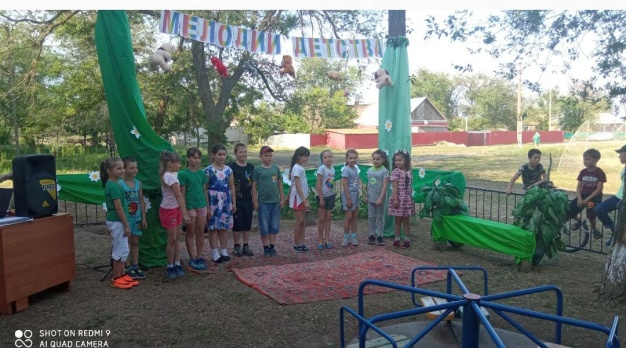 МЕЛОДИИ ДЕТСТВА
SHOT ON REDMI 9
AI QUAD CAMERA